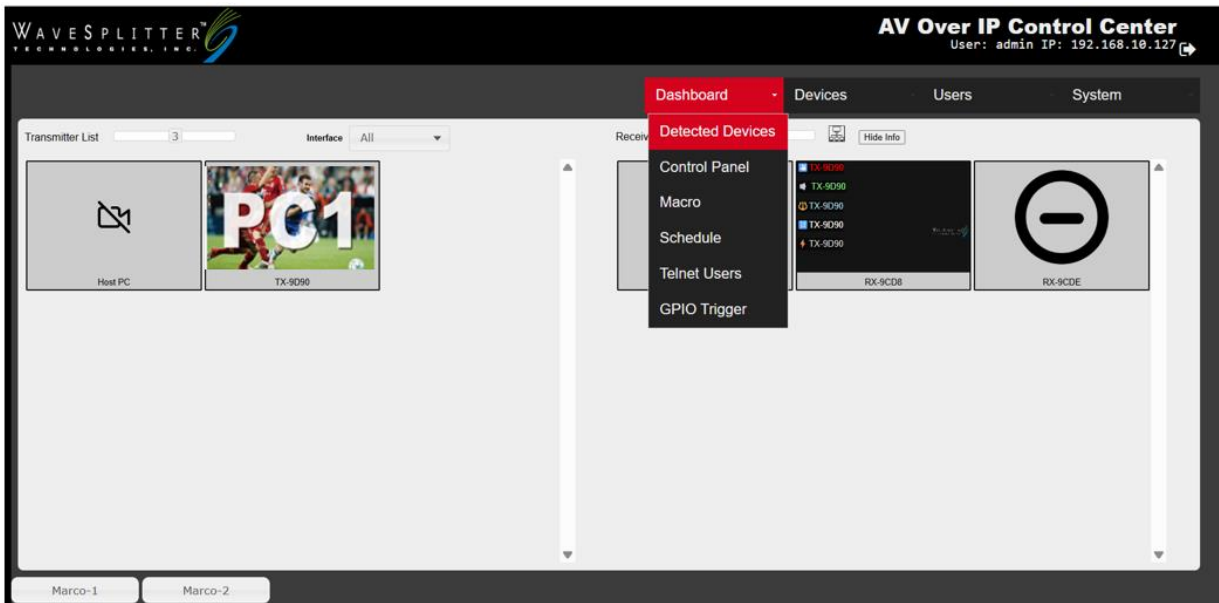 WAVESPLITTER™
TECHNOLOGIES, INC.
AV Over IP Control Center
User: admin IP: 192.168.10.127
Dashboard
Devices
Users
System
Detected Devices
Control Panel
Macro
Schedule
Telnet Users
GPIO Trigger
Transmitter List 3
Interface All
Host PC
PC1
TX-9D90
Receiv
Hide Info
TX-9D90
TX-9D90
TX-9D90
TX-9D90
TX-9D90
RX-9CD8
RX-9CDE
Marco-1
Marco-2